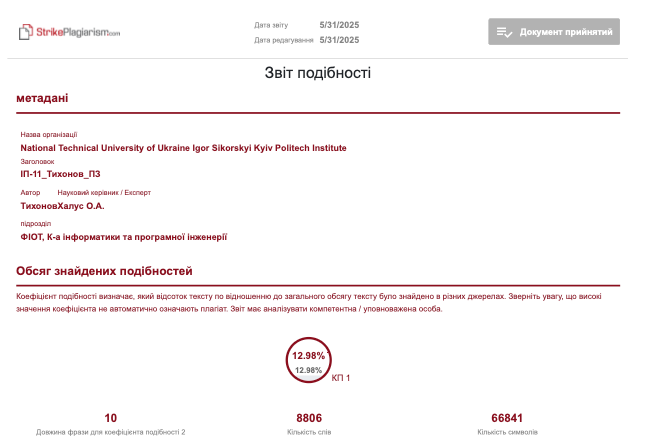 StrikePlagiarism.com
Дата звіту 5/31/2025
Дата редагування 5/31/2025
Документ прийнятий
Звіт подібності
метадані
Назва організації
National Technical University of Ukraine Igor Sikorskyi Kyiv Politech Institute
Заголовок
ІП-11_Тихонов_ПЗ
Автор Науковий керівник / Експерт
ТихоновХалус О.А.
підрозділ
ФІОТ, К-а інформатики та програмної інженерії
Обсяг знайдених подібностей
Коефіцієнт подібності визначає, який відсоток тексту по відношенню до загального обсягу тексту було знайдено в різних джерелах. Зверніть увагу, що високі
значення коефіцієнта не автоматично означають плагіат. Звіт має аналізувати компетентна / уповноважена особа.
12.98%
12.98%
КП 1
10 8806 66841
Довжина фрази для коефіцієнта подібності 2 Кількість слів Кількість символів